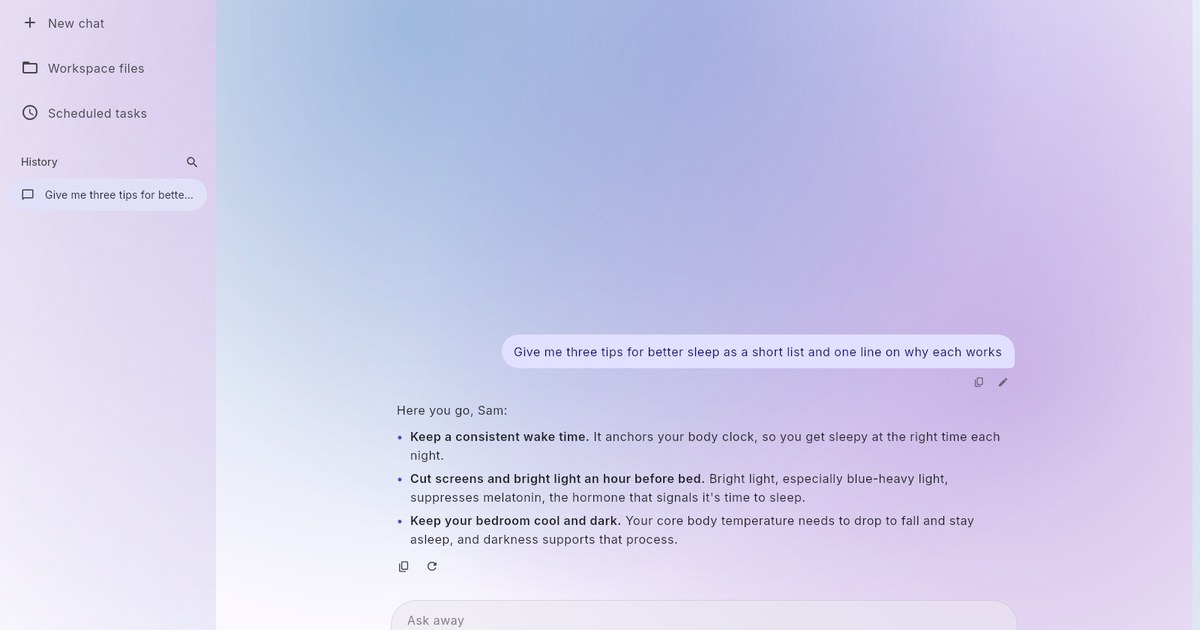 New chat
Workspace files
Scheduled tasks
History
Give me three tips for bette...
Give me three tips for better sleep as a short list and one line on why each works
Here you go, Sam:
• Keep a consistent wake time. It anchors your body clock, so you get sleepy at the right time each
night.
• Cut screens and bright light an hour before bed. Bright light, especially blue-heavy light,
suppresses melatonin, the hormone that signals it's time to sleep.
• Keep your bedroom cool and dark. Your core body temperature needs to drop to fall and stay
asleep, and darkness supports that process.
Ask away